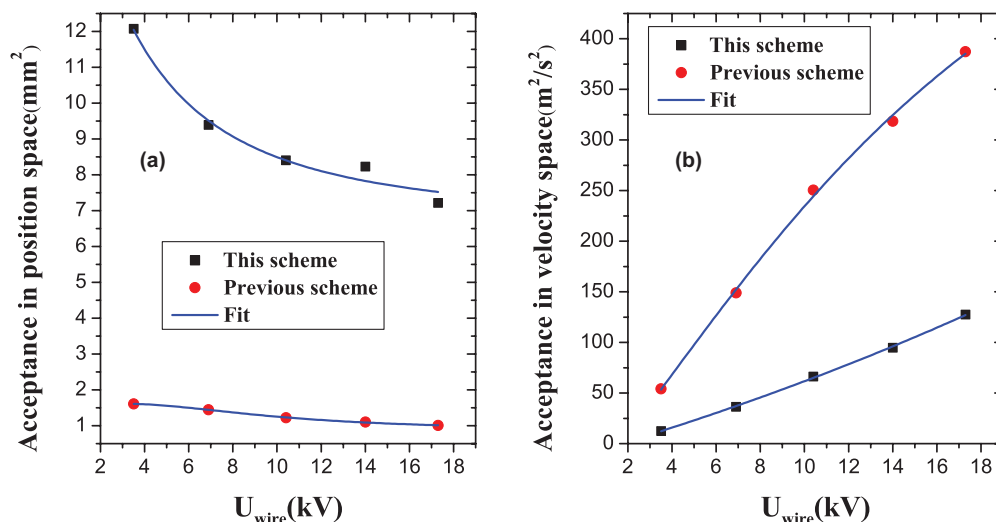 Acceptance in position space(mm²)
12
11
10
9
8
7
6
5
4
3
2
1
(a)
This scheme
Previous scheme
Fit
2 4 6 8 10 12 14 16 18
U_wire(kV)
Acceptance in velocity space(m²/s²)
400
350
300
250
200
150
100
50
0
This scheme
Previous scheme
Fit
(b)
2 4 6 8 10 12 14 16 18
U_wire(kV)